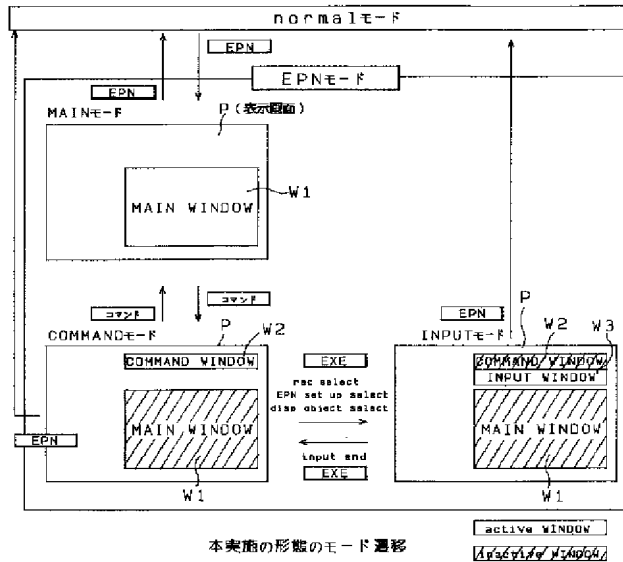 normalモード
EPN
EPN
EPNモード
MAINモード
P (表示画面)
W1
MAIN WINDOW
コマンド
コマンド
COMMANDモード
P
W2
COMMAND WINDOW
MAIN WINDOW
EPN
W1
EXE
rec select
EPN set up select
disp object select
input end
EXE
EPN
INPUTモード
P
W2
W3
COMMAND WINDOW
INPUT WINDOW
MAIN WINDOW
W1
本実施の形態のモード遷移
active WINDOW
inactive WINDOW